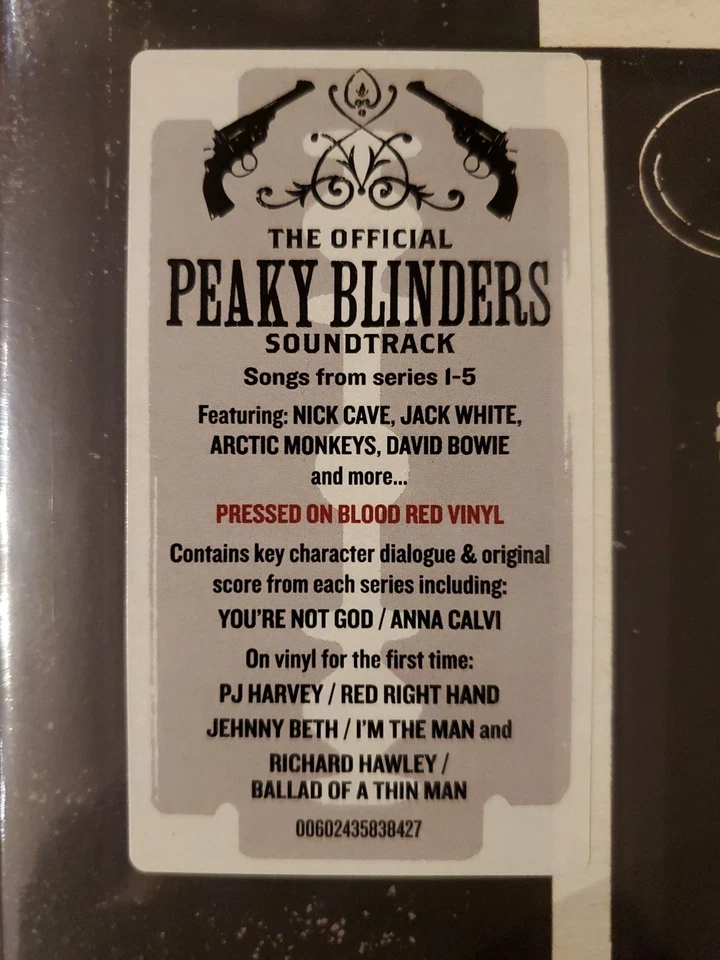 THE OFFICIAL
PEAKY BLINDERS
SOUNDTRACK
Songs from series 1-5
Featuring: NICK CAVE, JACK WHITE,
ARCTIC MONKEYS, DAVID BOWIE
and more...
PRESSED ON BLOOD RED VINYL
Contains key character dialogue & original
score from each series including:
YOU'RE NOT GOD / ANNA CALVI
On vinyl for the first time:
PJ HARVEY / RED RIGHT HAND
JEHNNY BETH / I'M THE MAN and
RICHARD HAWLEY /
BALLAD OF A THIN MAN
00602435838427